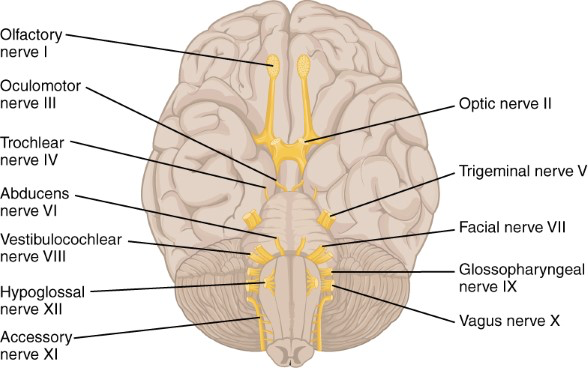 Olfactory
nerve I
Oculomotor
nerve III
Trochlear
nerve IV
Abducens
nerve VI
Vestibulocochlear
nerve VIII
Hypoglossal
nerve XII
Accessory
nerve XI
Optic nerve II
Trigeminal nerve V
Facial nerve VII
Glossopharyngeal
nerve IX
Vagus nerve X